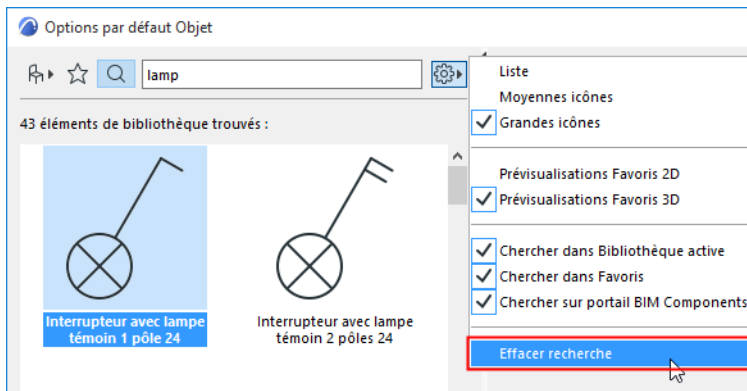 Options par défaut Objet
lamp
43 éléments de bibliothèque trouvés :
Interrupteur avec lampe
témoin 1 pôle 24
Interrupteur avec lampe
témoin 2 pôles 24
Liste
Moyennes icônes
Grandes icônes
Prévisualisations Favoris 2D
Prévisualisations Favoris 3D
Chercher dans Bibliothèque active
Chercher dans Favoris
Chercher sur portail BIM Components
Effacer recherche